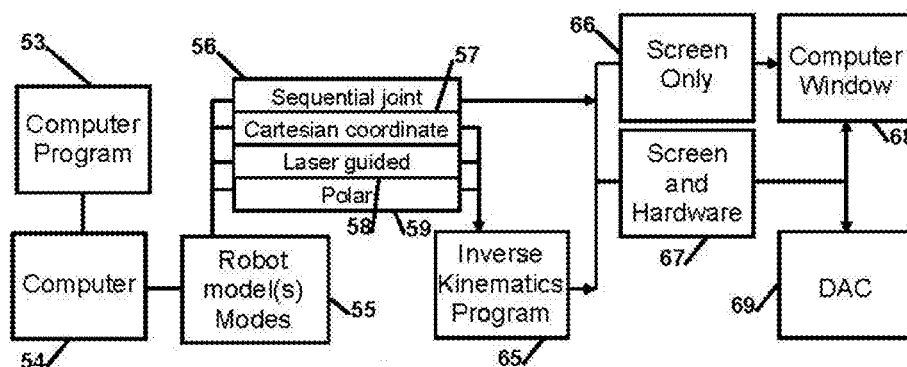 53
Computer
Program
Computer
54
Robot
model(s)
Modes
55
56
57
Sequential joint
Cartesian coordinate
Laser guided
Polar
58
59
Inverse
Kinematics
Program
65
66
Screen
Only
Screen
and
Hardware
67
Computer
Window
68
DAC
69